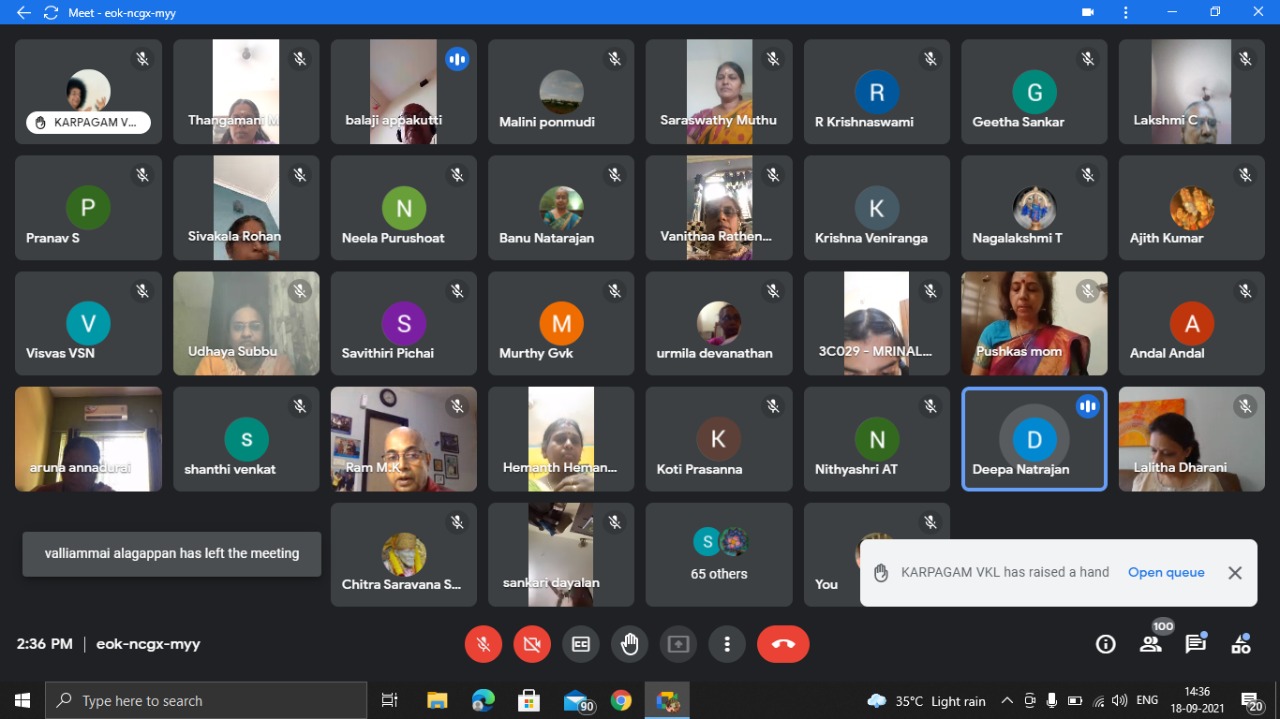 Meet - eok-ncgx-myy
KARPAGAM V...
Thangamani M
balaji appakutti
Malini ponmudi
Saraswathy Muthu
R
R Krishnaswami
G
Geetha Sankar
Lakshmi C
P
Pranav S
Sivakala Rohan
N
Neela Purushoat
Banu Natarajan
Vanithaa Rathen...
K
Krishna Veniranga
Nagalakshmi T
Ajith Kumar
V
Visvas VSN
Udhaya Subbu
S
Savithiri Pichai
M
Murthy Gvk
urmila devanathan
3C029 - MRINAL...
Pushkas mom
A
Andal Andal
aruna annadurai
s
shanthi venkat
Ram M.K
Hemanth Heman...
K
Koti Prasanna
N
Nithyashri AT
D
Deepa Natrajan
Lalitha Dharani
valliammai alagappan has left the meeting
Chitra Saravana S...
sankari dayalan
S
65 others
You
KARPAGAM VKL has raised a hand Open queue
2:36 PM | eok-ncgx-myy
CC
100
Type here to search
90
35°C Light rain
ENG
14:36
18-09-2021
20